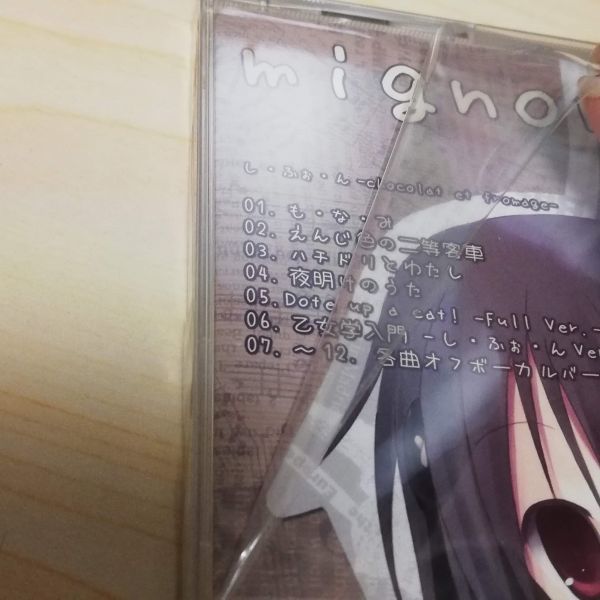 migno
し・ふぉ・ん -chocolat et fromage-
01. も・な・み
02. えんじ色の二等客車
03. ハチドリとわたし
04. 夜明けのうた
05. Dote up a cat! -Full Ver.-
06. 乙女学入門 -し・ふぉ・ん Ver
07. ～12. 各曲オフボーカルバー